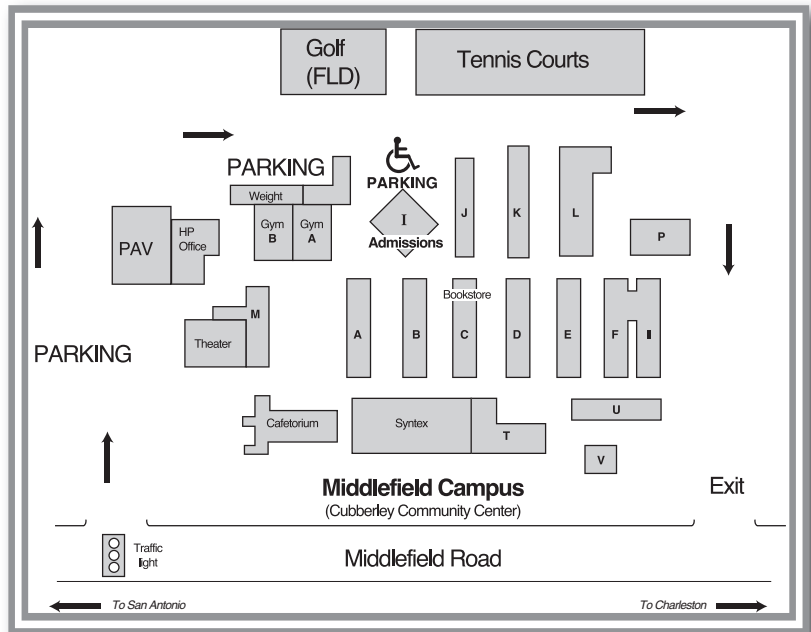 Golf
(FLD)
Tennis Courts
PARKING
PARKING
Weight
Gym
B
Gym
A
I
Admissions
J
K
L
P
PAV
HP
Office
Bookstore
M
Theater
A
B
C
D
E
F
II
PARKING
Cafetorium
Syntex
T
U
V
Middlefield Campus
(Cubberley Community Center)
Exit
Traffic
light
Middlefield Road
To San Antonio
To Charleston